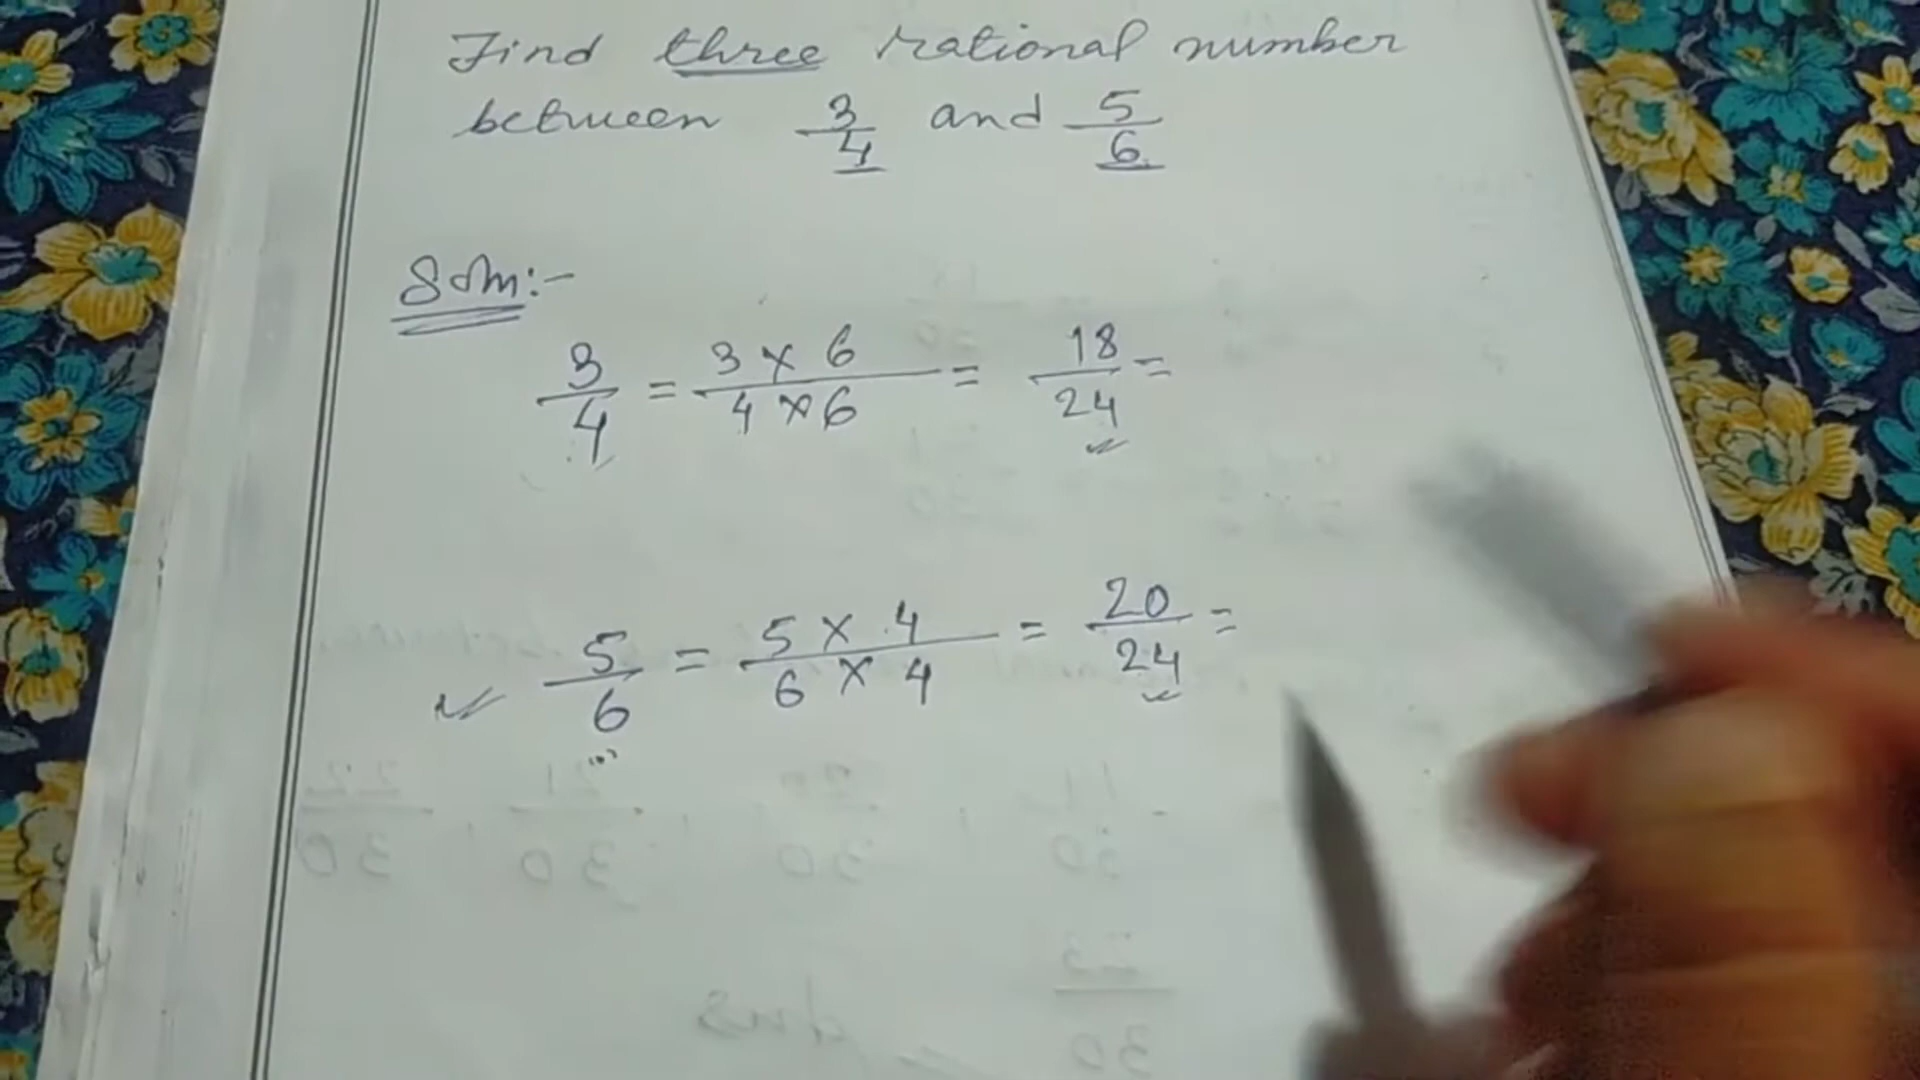 Find three rational number
between 3/4 and 5/6
Soln:-
3/4 = 3 × 6 / 4 × 6 = 18/24 =
5/6 = 5 × 4 / 6 × 4 = 20/24 =